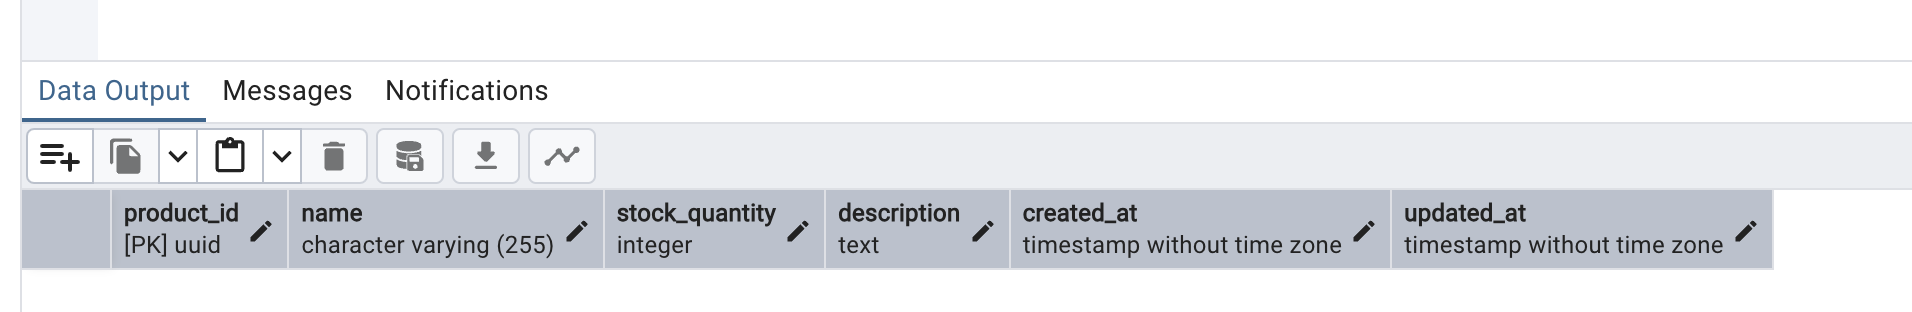 Data Output Messages Notifications
product_id name stock_quantity description created_at updated_at
[PK] uuid character varying (255) integer text timestamp without time zone timestamp without time zone